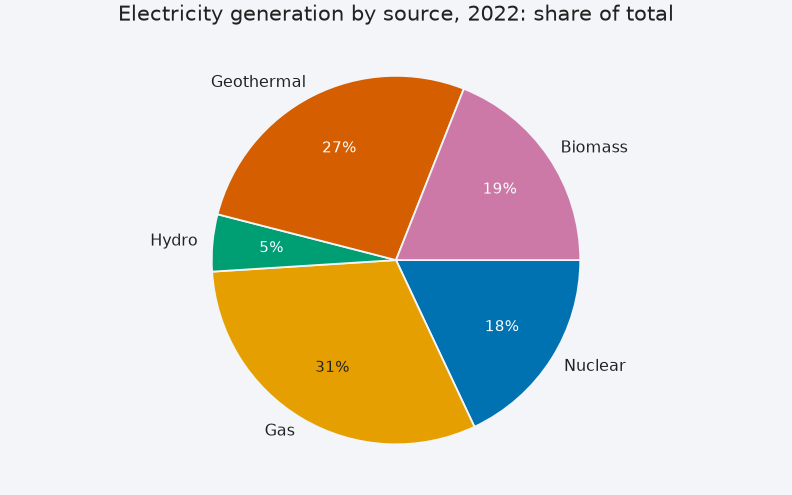 Electricity generation by source, 2022: share of total
Geothermal
27%
Biomass
19%
Hydro
5%
Nuclear
18%
Gas
31%